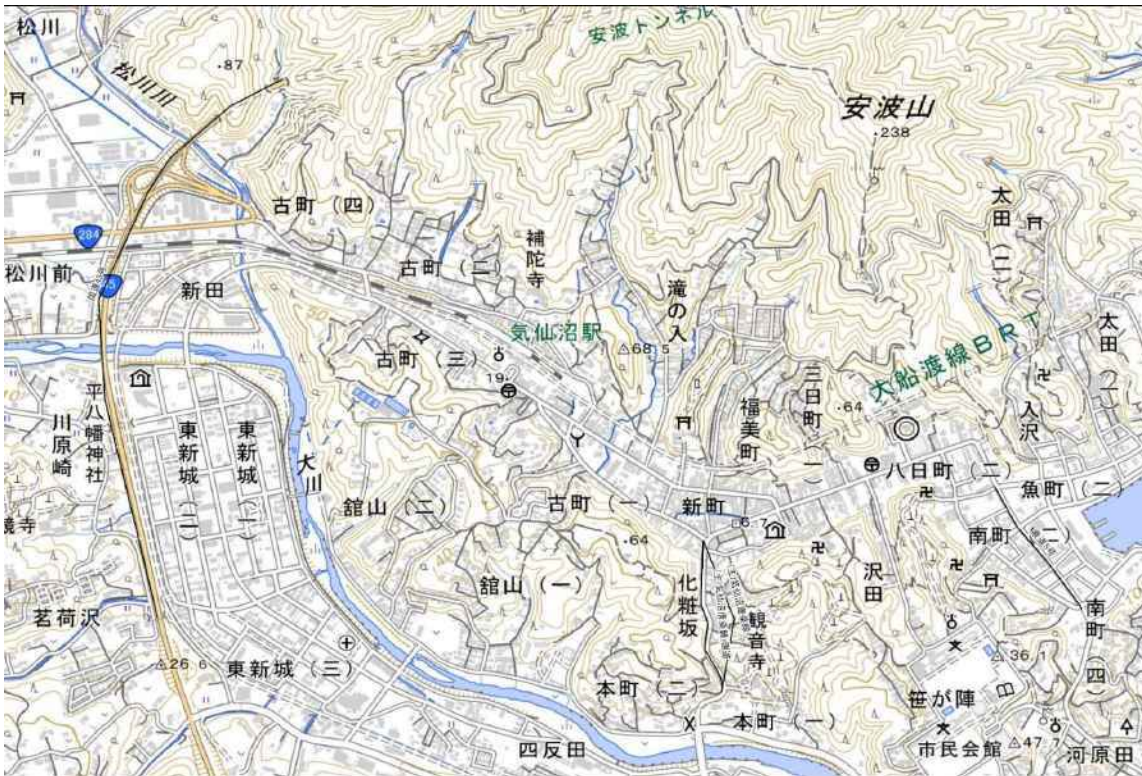 松川
松川川
・87
安波トンネル
安波山
・238
古町（四）
284
松川前
新田
古町（二）
補陀寺
滝の入
気仙沼駅
太田（二）
太田（一）
大船渡線BRT
古町（三）
19
68.5
三日町（一）
・64
福美町
入沢
平八幡神社
川原崎
東新城（二）
東新城（一）
大川
舘山（二）
古町（一）
新町
6.7
八日町（二）
魚町（二）
南町（二）
・64
舘山（一）
化粧坂
観音寺
沢田
南町（四）
茗荷沢
26.6
東新城（三）
本町（二）
本町（一）
四反田
36.1
笹が陣
市民会館
47.7
河原田